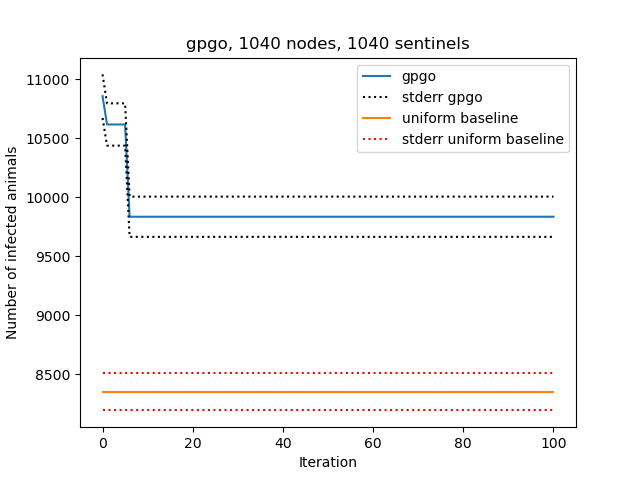 gpgo, 1040 nodes, 1040 sentinels
11000
10500
10000
9500
9000
8500
Number of infected animals
gpgo
stderr gpgo
uniform baseline
stderr uniform baseline
0
20
40
60
80
100
Iteration